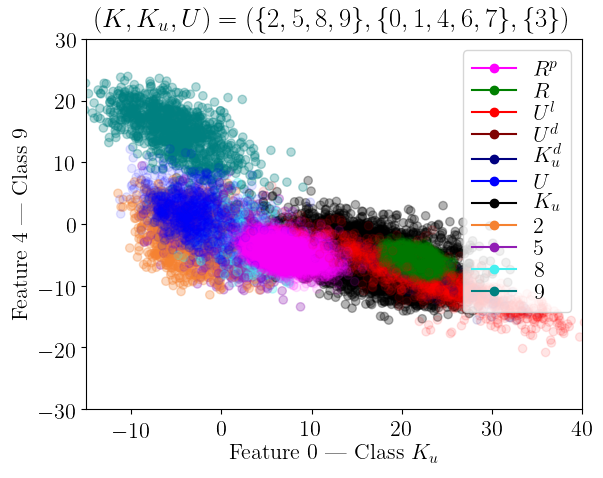 (K, K_u, U) = ({2, 5, 8, 9}, {0, 1, 4, 6, 7}, {3})
30
20
10
0
−10
−20
−30
Feature 4 — Class 9
−10 0 10 20 30 40
Feature 0 — Class K_u
R^p
R
U^l
U^d
K_u^d
U
K_u
2
5
8
9